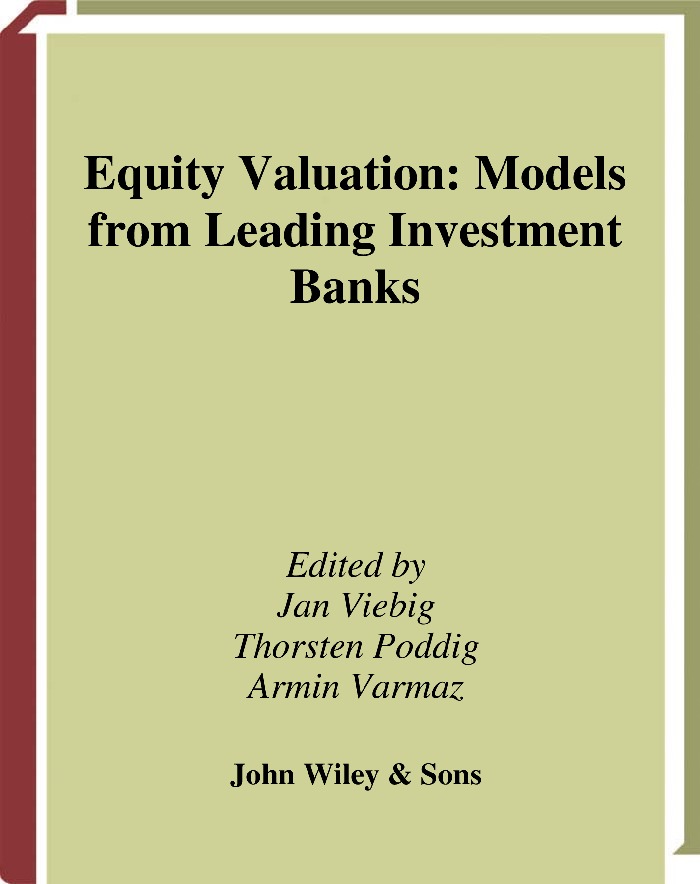 Equity Valuation: Models
from Leading Investment
Banks
Edited by
Jan Viebig
Thorsten Poddig
Armin Varmaz
John Wiley & Sons